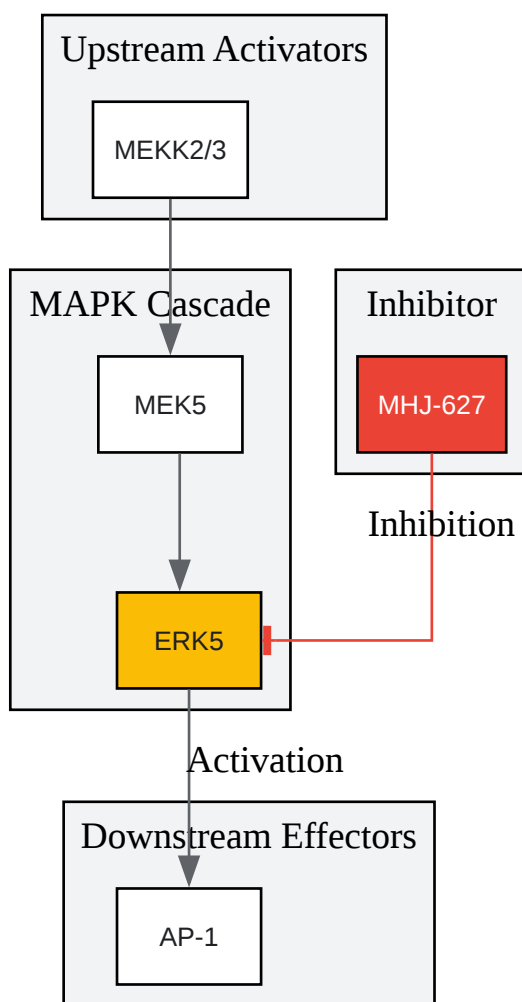 Upstream Activators
MEKK2/3
MAPK Cascade
Inhibitor
MEK5
MHJ-627
Inhibition
ERK5
Activation
Downstream Effectors
AP-1